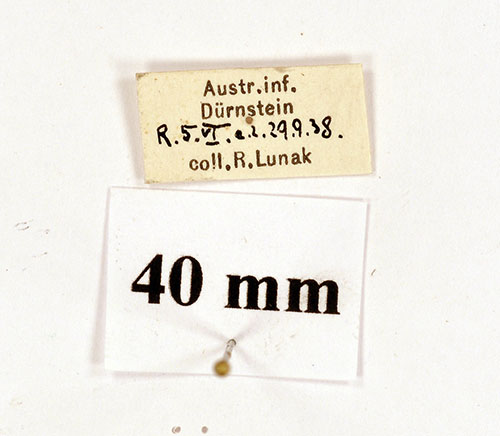 Austr.inf.
Dürnstein
R.5.VI.e.l.29.9.38.
coll.R.Lunak
40 mm